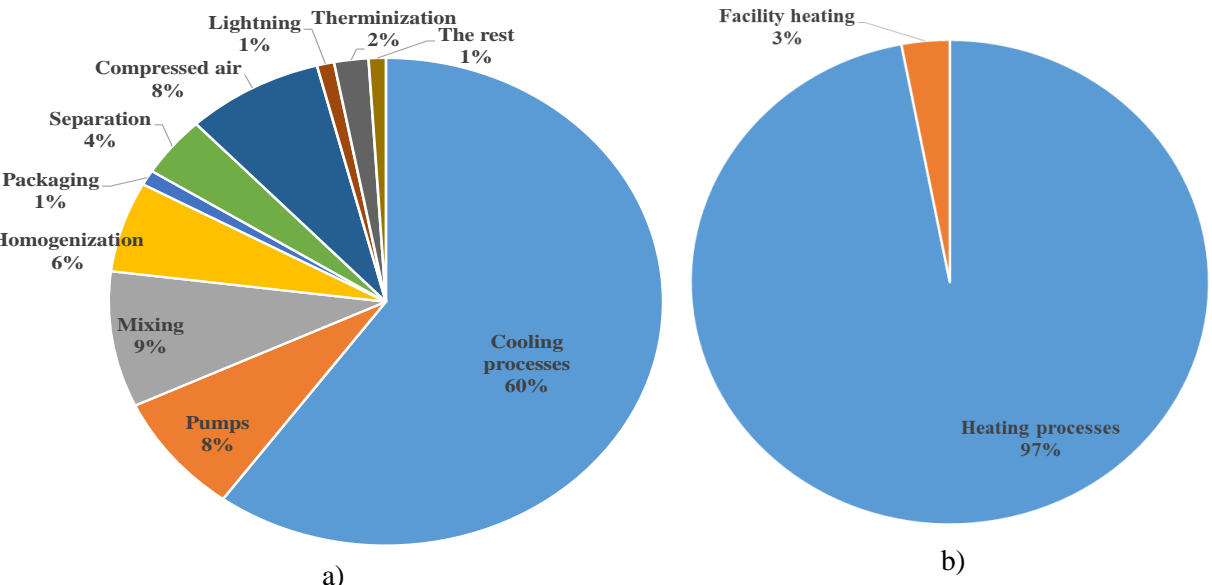 Lightning
1%
Therminization
2%
The rest
1%
Compressed air
8%
Separation
4%
Packaging
1%
Homogenization
6%
Mixing
9%
Pumps
8%
Cooling
processes
60%
a)
Facility heating
3%
Heating processes
97%
b)